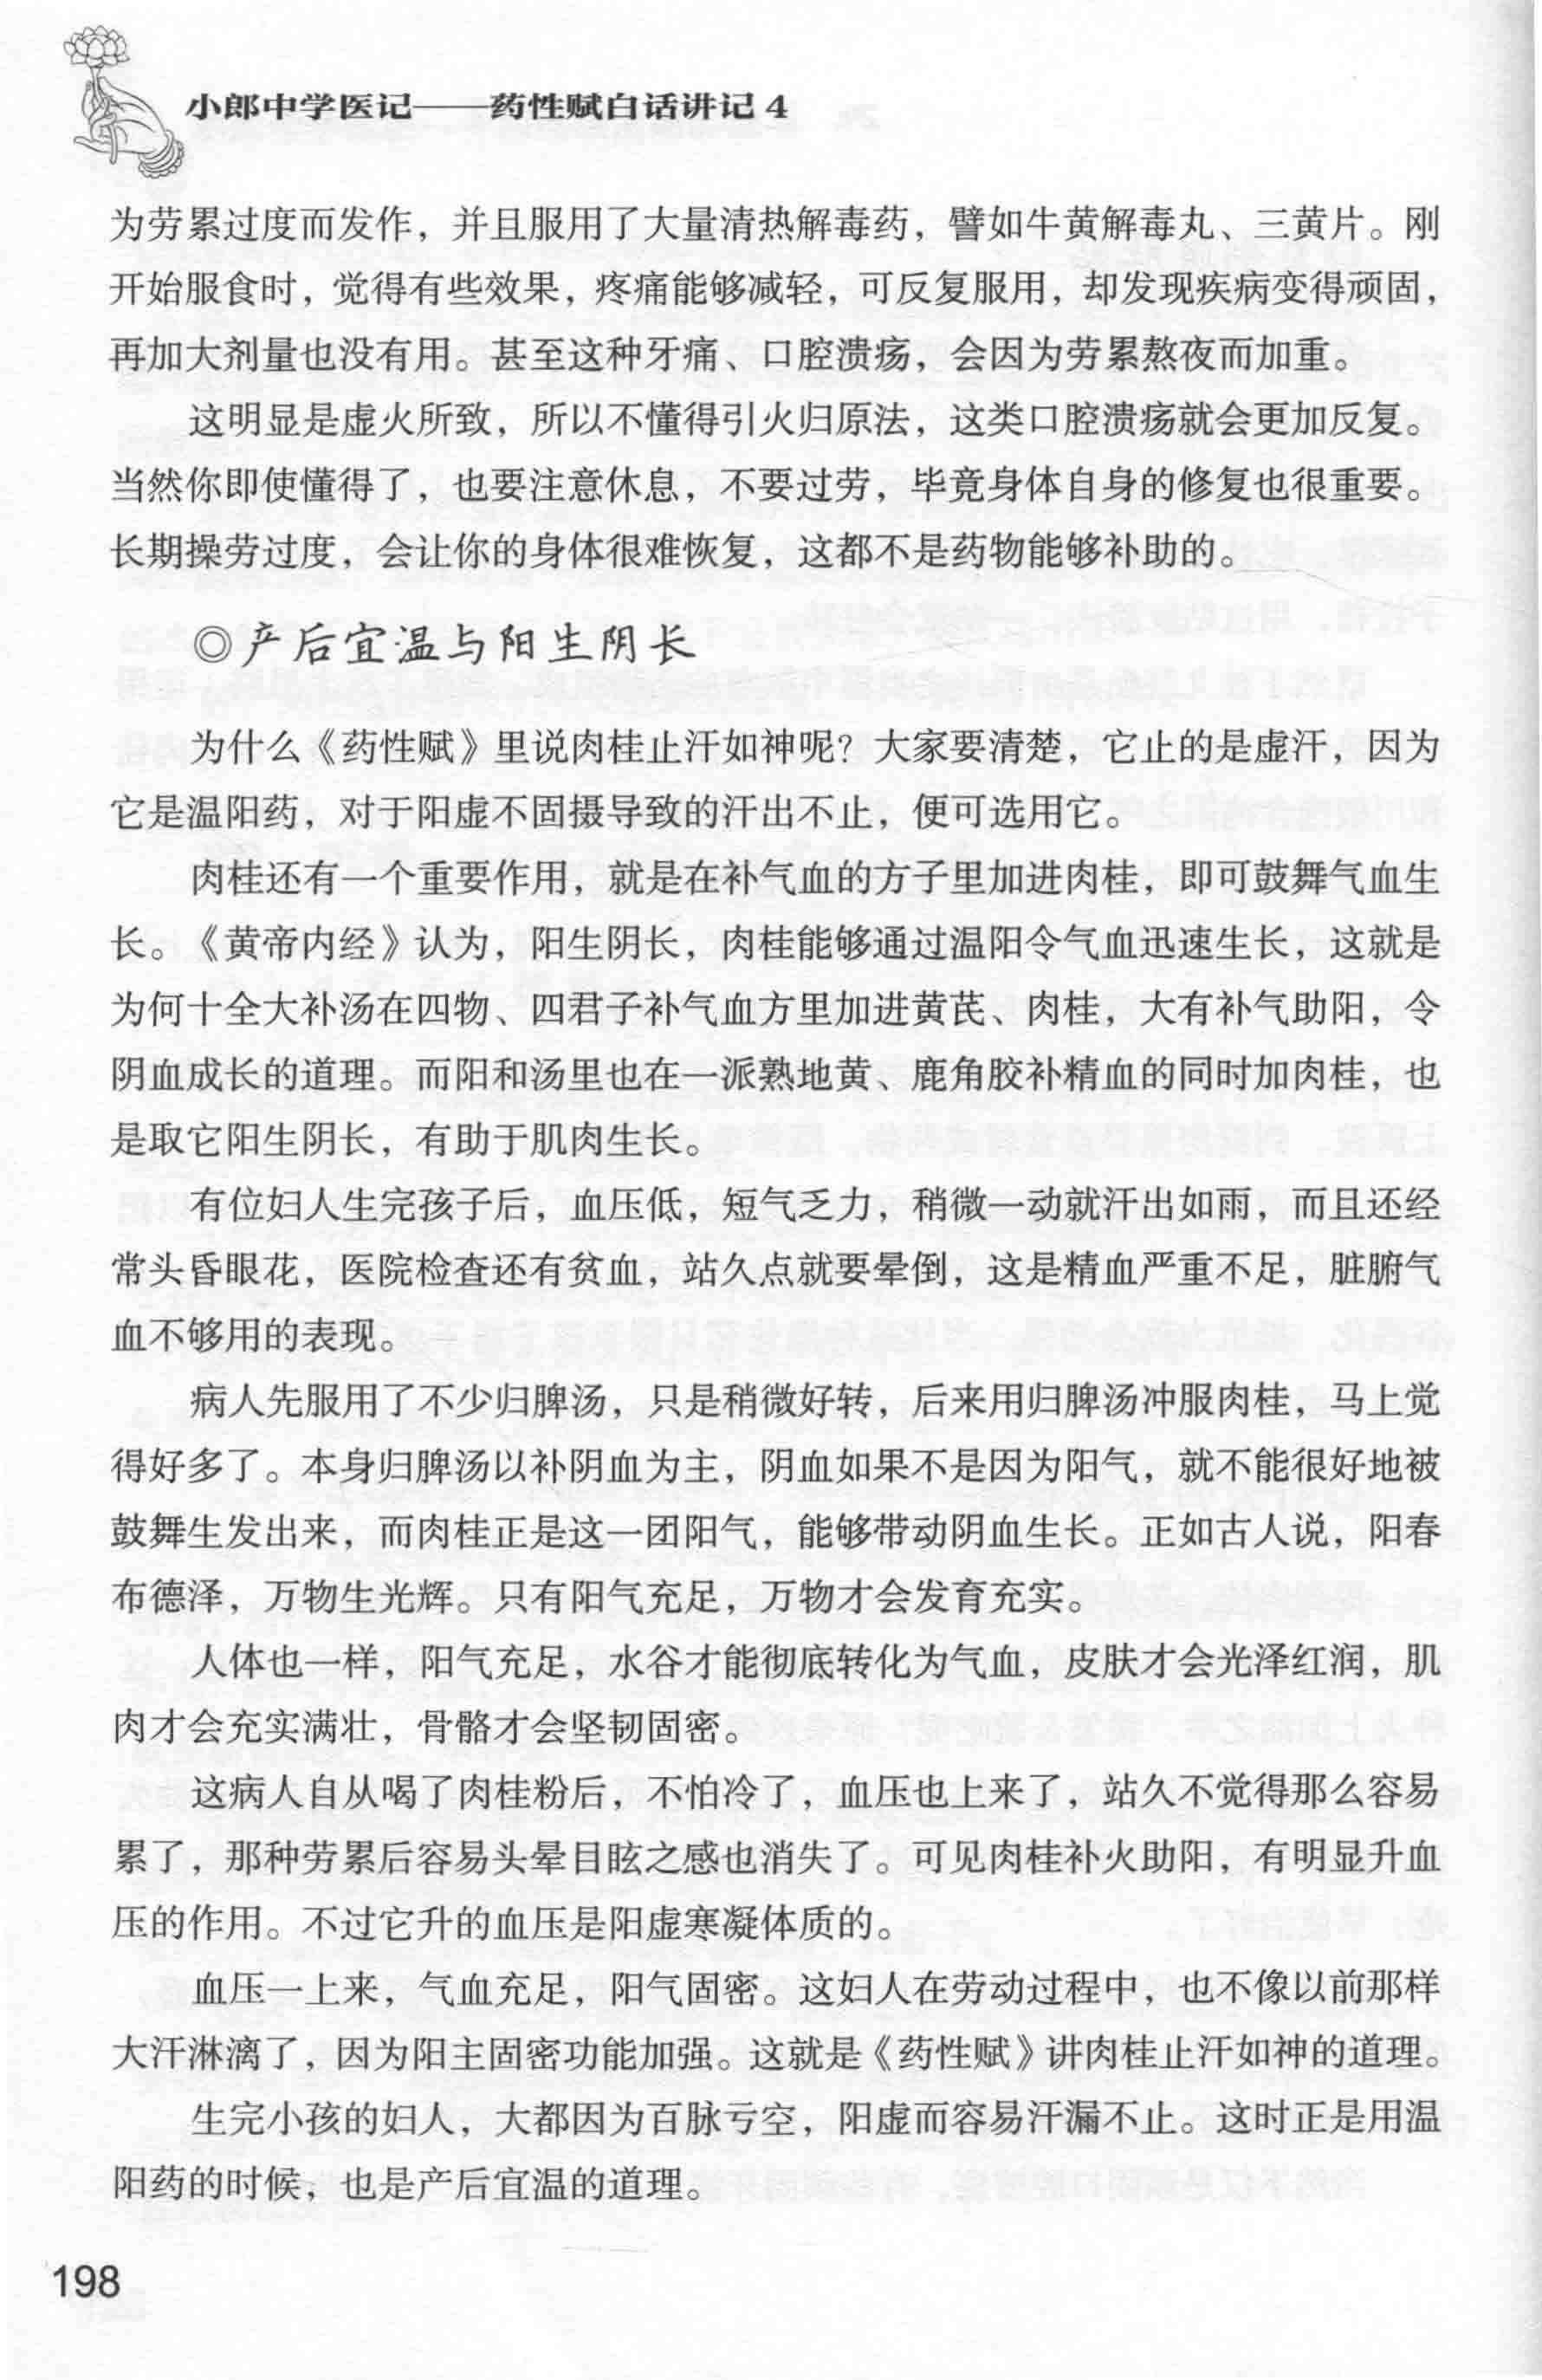 小郎中学医记——药性赋白话讲记4
为劳累过度而发作，并且服用了大量清热解毒药，譬如牛黄解毒丸、三黄片。刚
开始服食时，觉得有些效果，疼痛能够减轻，可反复服用，却发现疾病变得顽固，
再加大剂量也没有用。甚至这种牙痛、口腔溃疡，会因为劳累熬夜而加重。
这明显是虚火所致，所以不懂得引火归原法，这类口腔溃疡就会更加反复。
当然你即使懂得了，也要注意休息，不要过劳，毕竟身体自身的修复也很重要。
长期操劳过度，会让你的身体很难恢复，这都不是药物能够补助的。
◎产后宜温与阳生阴长
为什么《药性赋》里说肉桂止汗如神呢？大家要清楚，它止的是虚汗，因为
它是温阳药，对于阳虚不固摄导致的汗出不止，便可选用它。
肉桂还有一个重要作用，就是在补气血的方子里加进肉桂，即可鼓舞气血生
长。《黄帝内经》认为，阳生阴长，肉桂能够通过温阳令气血迅速生长，这就是
为何十全大补汤在四物、四君子补气血方里加进黄芪、肉桂，大有补气助阳，令
阴血成长的道理。而阳和汤里也在一派熟地黄、鹿角胶补精血的同时加肉桂，也
是取它阳生阴长，有助于肌肉生长。
有位妇人生完孩子后，血压低，短气乏力，稍微一动就汗出如雨，而且还经
常头昏眼花，医院检查还有贫血，站久点就要晕倒，这是精血严重不足，脏腑气
血不够用的表现。
病人先服用了不少归脾汤，只是稍微好转，后来用归脾汤冲服肉桂，马上觉
得好多了。本身归脾汤以补阴血为主，阴血如果不是因为阳气，就不能很好地被
鼓舞生发出来，而肉桂正是这一团阳气，能够带动阴血生长。正如古人说，阳春
布德泽，万物生光辉。只有阳气充足，万物才会发育充实。
人体也一样，阳气充足，水谷才能彻底转化为气血，皮肤才会光泽红润，肌
肉才会充实满壮，骨骼才会坚韧固密。
这病人自从喝了肉桂粉后，不怕冷了，血压也上来了，站久不觉得那么容易
累了，那种劳累后容易头晕目眩之感也消失了。可见肉桂补火助阳，有明显升血
压的作用。不过它升的血压是阳虚寒凝体质的。
血压一上来，气血充足，阳气固密。这妇人在劳动过程中，也不像以前那样
大汗淋漓了，因为阳主固密功能加强。这就是《药性赋》讲肉桂止汗如神的道理。
生完小孩的妇人，大都因为百脉亏空，阳虚而容易汗漏不止。这时正是用温
阳药的时候，也是产后宜温的道理。
198